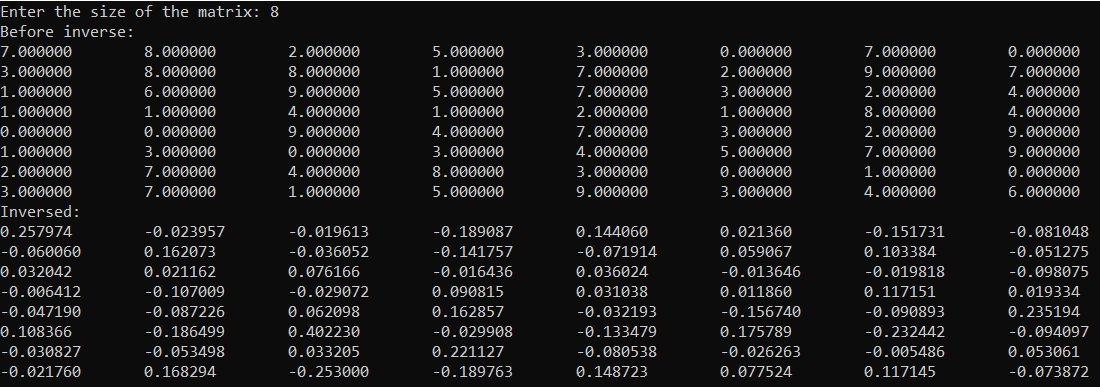 Enter the size of the matrix: 8
Before inverse:
7.000000 8.000000 2.000000 5.000000 3.000000 0.000000 7.000000 0.000000
3.000000 8.000000 8.000000 1.000000 7.000000 2.000000 9.000000 7.000000
1.000000 6.000000 9.000000 5.000000 7.000000 3.000000 2.000000 4.000000
1.000000 1.000000 4.000000 1.000000 2.000000 1.000000 8.000000 4.000000
0.000000 0.000000 9.000000 4.000000 7.000000 3.000000 2.000000 9.000000
1.000000 3.000000 0.000000 3.000000 4.000000 5.000000 7.000000 9.000000
2.000000 7.000000 4.000000 8.000000 3.000000 0.000000 1.000000 0.000000
3.000000 7.000000 1.000000 5.000000 9.000000 3.000000 4.000000 6.000000
Inversed:
0.257974 -0.023957 -0.019613 -0.189087 0.144060 0.021360 -0.151731 -0.081048
-0.060060 0.162073 -0.036052 -0.141757 -0.071914 0.059067 0.103384 -0.051275
0.032042 0.021162 0.076166 -0.016436 0.036024 -0.013646 -0.019818 -0.098075
-0.006412 -0.107009 -0.029072 0.090815 0.031038 0.011860 0.117151 0.019334
-0.047190 -0.087226 0.062098 0.162857 -0.032193 -0.156740 -0.090893 0.235194
0.108366 -0.186499 0.402230 -0.029908 -0.133479 0.175789 -0.232442 -0.094097
-0.030827 -0.053498 0.033205 0.221127 -0.080538 -0.026263 -0.005486 0.053061
-0.021760 0.168294 -0.253000 -0.189763 0.148723 0.077524 0.117145 -0.073872